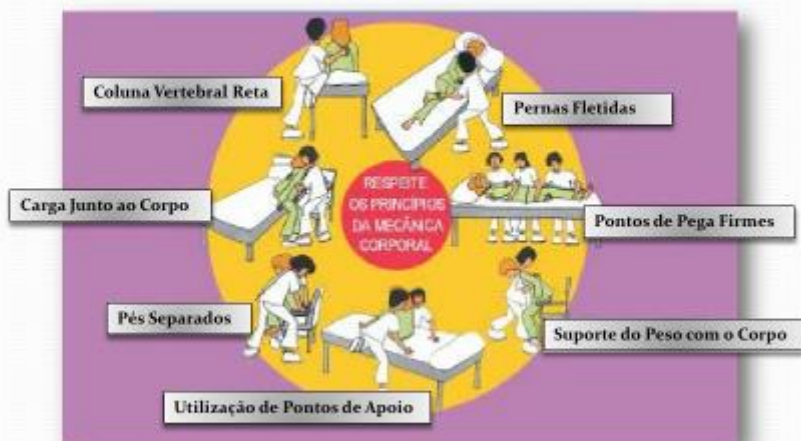 Coluna Vertebral Reta
Pernas Fletidas
Carga Junto ao Corpo
RESPEITE
OS PRINCÍPIOS
DA MECÂNICA
CORPORAL
Pontos de Pega Firmes
Pés Separados
Suporte do Peso com o Corpo
Utilização de Pontos de Apoio